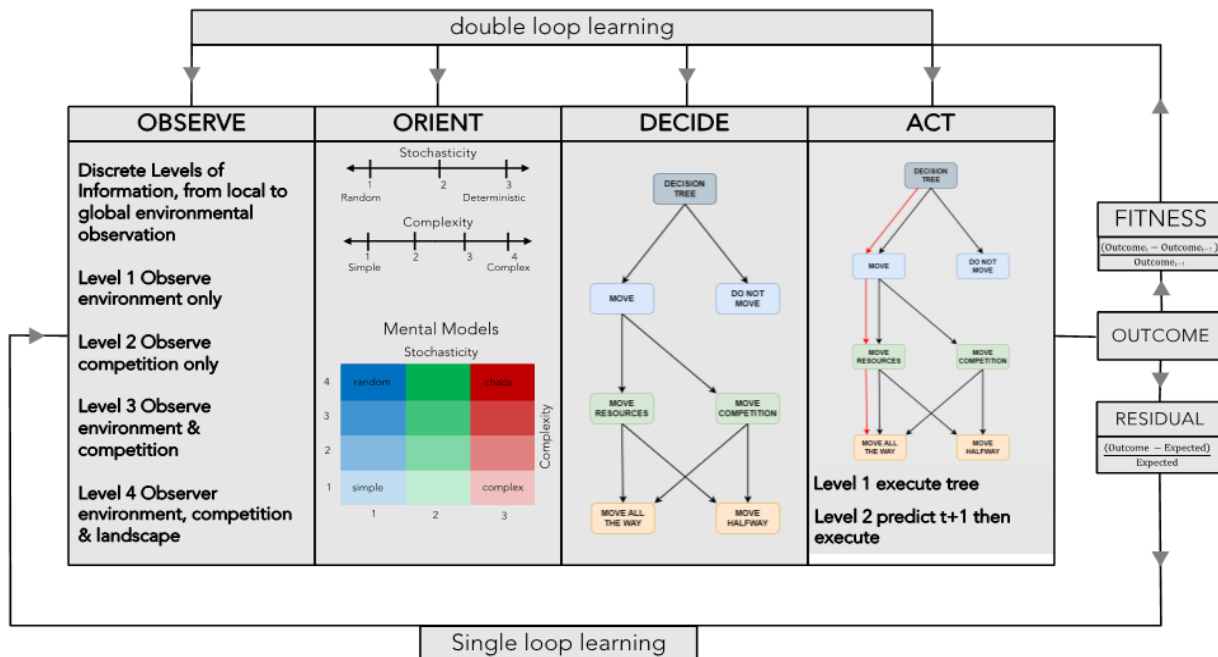 double loop learning
OBSERVE
Discrete Levels of
Information, from local to
global environmental
observation
Level 1 Observe
environment only
Level 2 Observe
competition only
Level 3 Observe
environment &
competition
Level 4 Observer
environment, competition
& landscape
ORIENT
Stochasticity
1 2 3
Random Deterministic
Complexity
1 2 3 4
Simple Complex
Mental Models
Stochasticity
4 random chaos
3
2
1 simple complex
1 2 3
Complexity
DECIDE
DECISION
TREE
MOVE
DO NOT
MOVE
MOVE
RESOURCES
MOVE
COMPETITION
MOVE ALL
THE WAY
MOVE
HALFWAY
ACT
DECISION
TREE
MOVE
DO NOT
MOVE
MOVE
RESOURCES
MOVE
COMPETITION
MOVE ALL
THE WAY
MOVE
HALFWAY
Level 1 execute tree
Level 2 predict t+1 then
execute
FITNESS
(Outcomeₜ − Outcomeₜ₋₁)
Outcomeₜ₋₁
OUTCOME
RESIDUAL
(Outcome − Expected)
Expected
Single loop learning